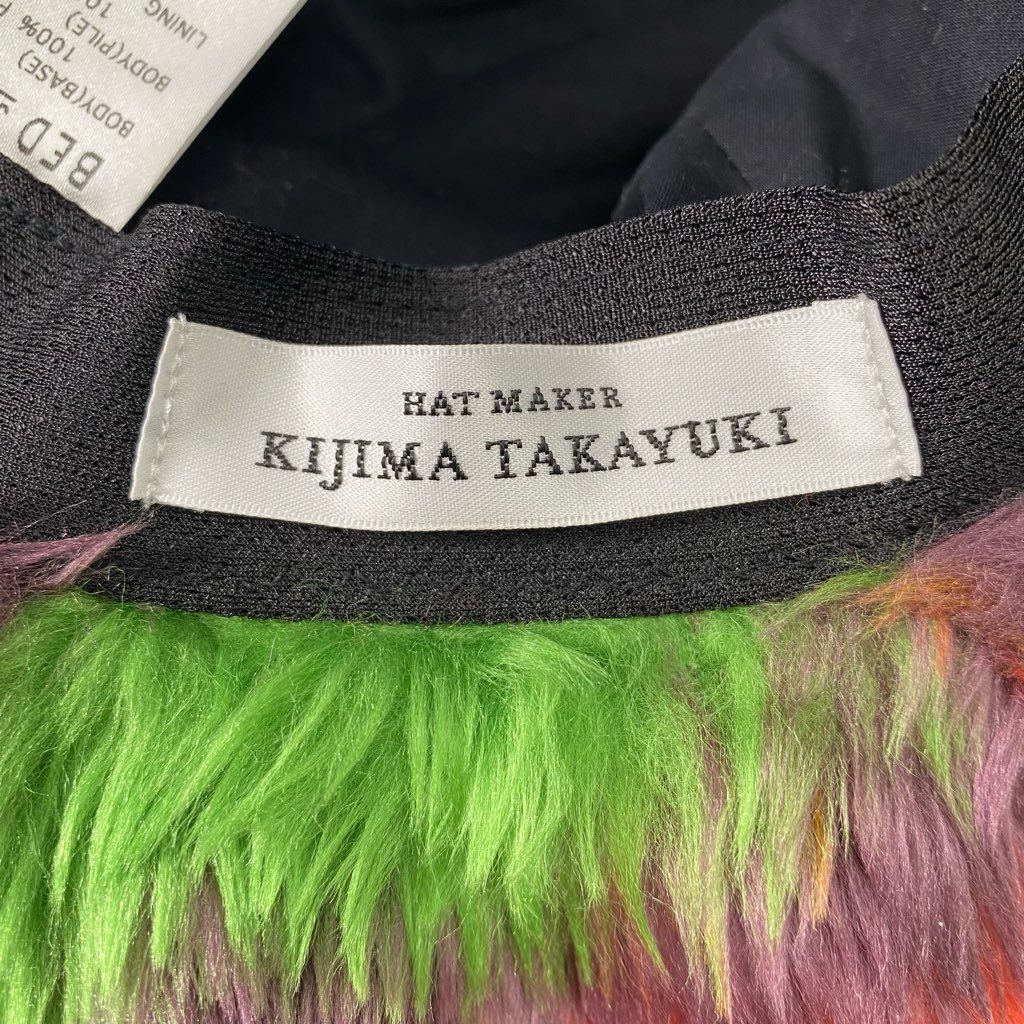 HAT MAKER
KIJIMA TAKAYUKI
BED
BODY(BASE)
100%
BODY(PILE)
LINING